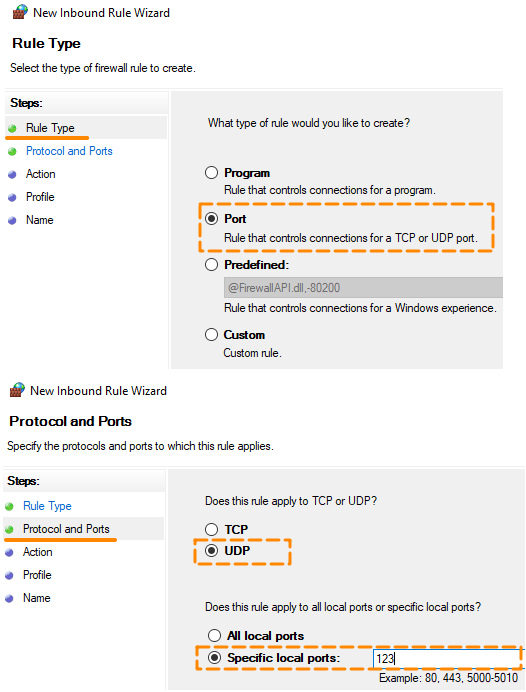 New Inbound Rule Wizard
Rule Type
Select the type of firewall rule to create.
Steps:
Rule Type
Protocol and Ports
Action
Profile
Name
What type of rule would you like to create?
Program
Rule that controls connections for a program.
Port
Rule that controls connections for a TCP or UDP port.
Predefined:
@FirewallAPI.dll,-80200
Rule that controls connections for a Windows experience.
Custom
Custom rule.
New Inbound Rule Wizard
Protocol and Ports
Specify the protocols and ports to which this rule applies.
Steps:
Rule Type
Protocol and Ports
Action
Profile
Name
Does this rule apply to TCP or UDP?
TCP
UDP
Does this rule apply to all local ports or specific local ports?
All local ports
Specific local ports: 123
Example: 80, 443, 5000-5010